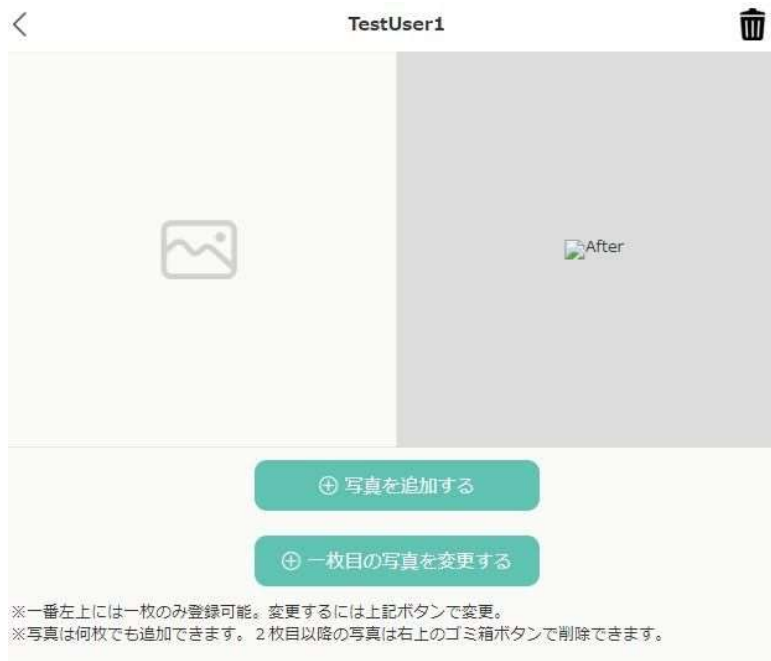 TestUser1
After
写真を追加する
一枚目の写真を変更する
※一番左上には一枚のみ登録可能。変更するには上記ボタンで変更。
※写真は何枚でも追加できます。２枚目以降の写真は右上のゴミ箱ボタンで削除できます。